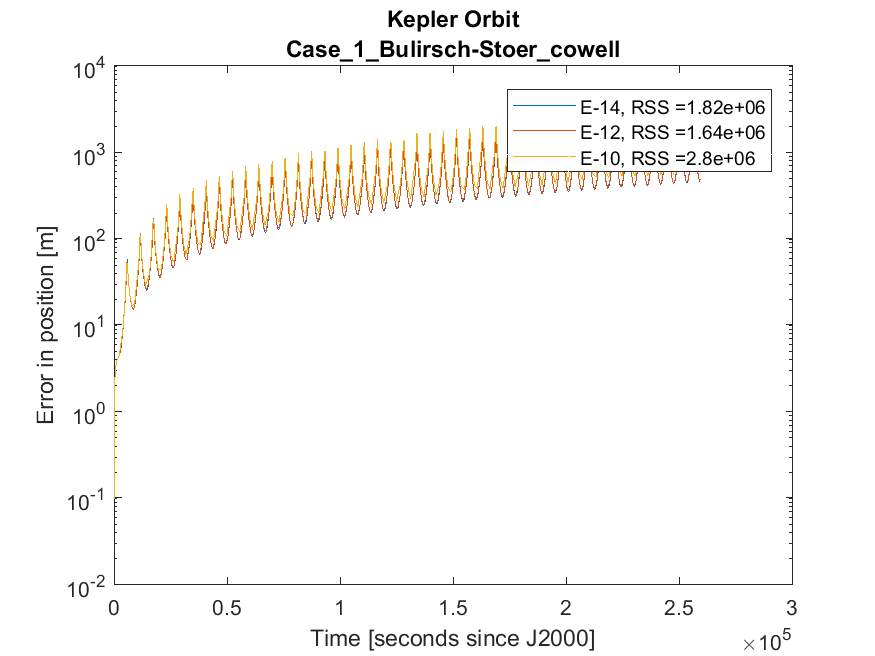 Kepler Orbit
Case_1_Bulirsch-Stoer_cowell
E-14, RSS =1.82e+06
E-12, RSS =1.64e+06
E-10, RSS =2.8e+06
Error in position [m]
10^4
10^3
10^2
10^1
10^0
10^-1
10^-2
0 0.5 1 1.5 2 2.5 3
×10^5
Time [seconds since J2000]